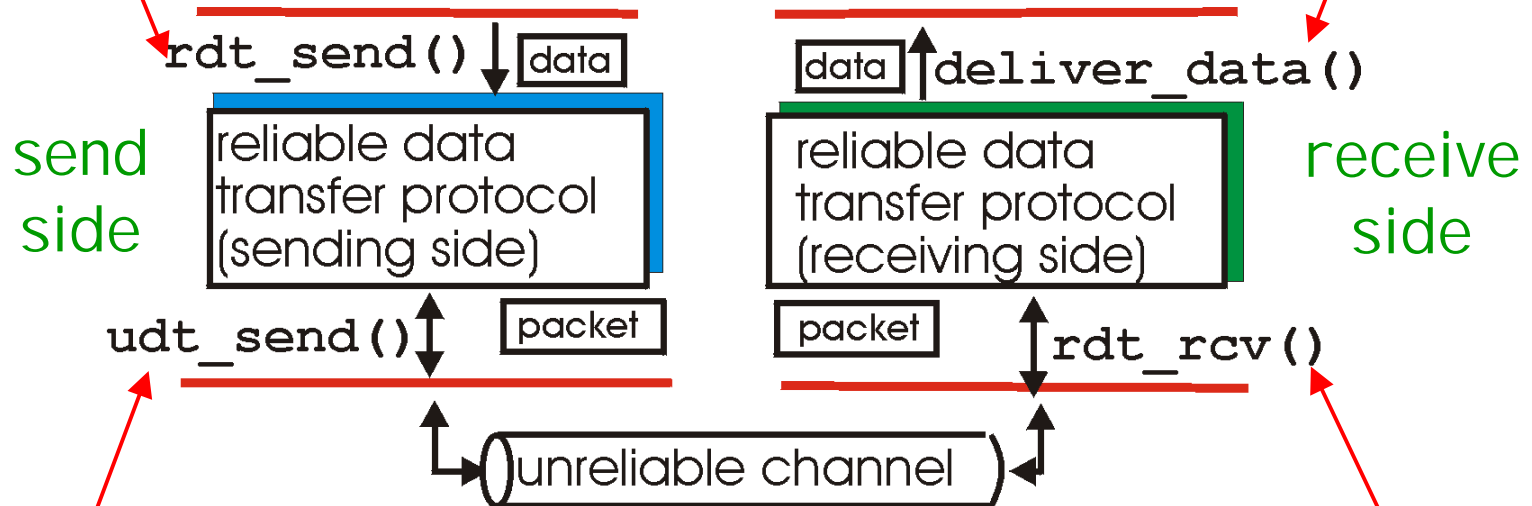 rdt_send()
data
data
deliver_data()
send
side
reliable data
transfer protocol
(sending side)
reliable data
transfer protocol
(receiving side)
receive
side
udt_send()
packet
packet
rdt_rcv()
unreliable channel